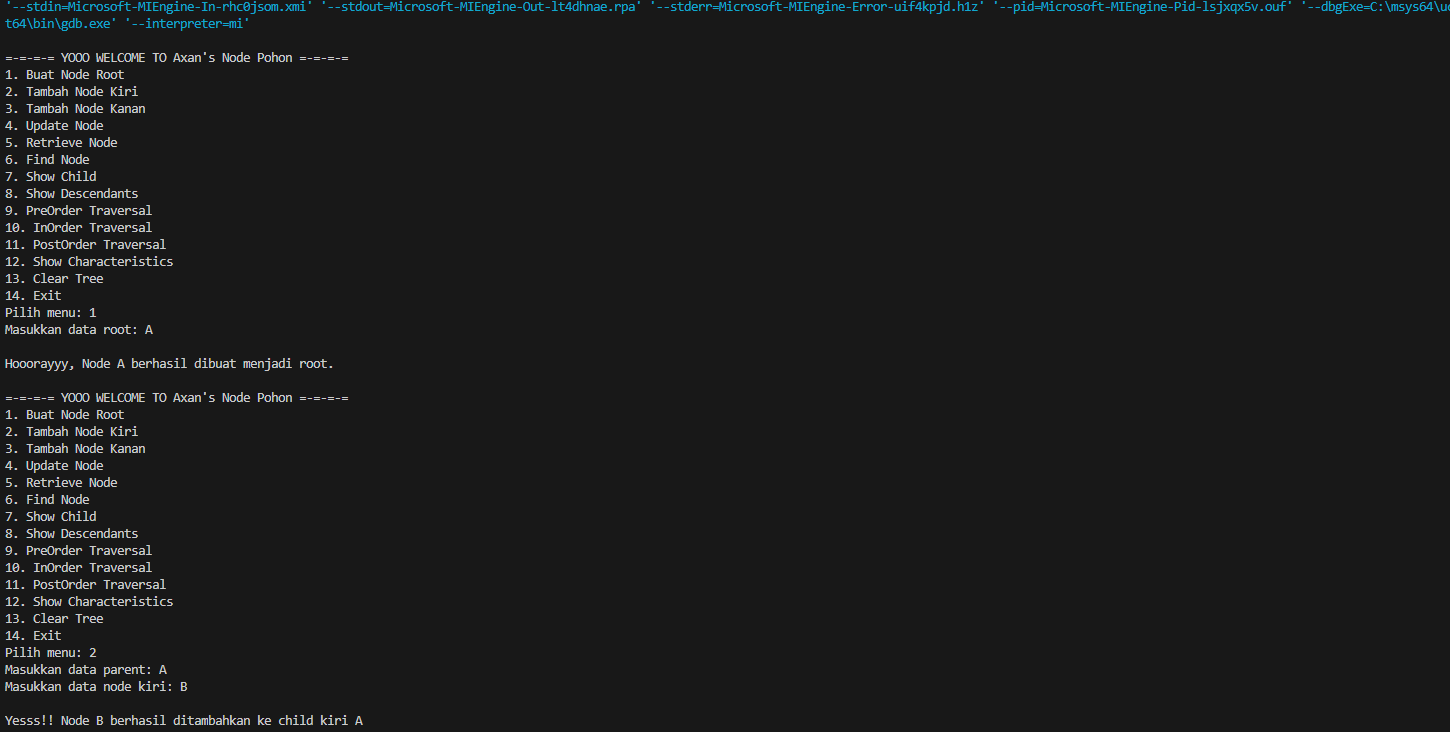 '--stdin=Microsoft-MIEngine-In-rhc0jsom.xmi' '--stdout=Microsoft-MIEngine-Out-lt4dhnae.rpa' '--stderr=Microsoft-MIEngine-Error-uif4kpjd.h1z' '--pid=Microsoft-MIEngine-Pid-lsjxqx5v.ouf' '--dbgExe=C:\msys64\uc
t64\bin\gdb.exe' '--interpreter=mi'
=-=-=-= YOOO WELCOME TO Axan's Node Pohon =-=-=-=
1. Buat Node Root
2. Tambah Node Kiri
3. Tambah Node Kanan
4. Update Node
5. Retrieve Node
6. Find Node
7. Show Child
8. Show Descendants
9. PreOrder Traversal
10. InOrder Traversal
11. PostOrder Traversal
12. Show Characteristics
13. Clear Tree
14. Exit
Pilih menu: 1
Masukkan data root: A
Hooorayyy, Node A berhasil dibuat menjadi root.
=-=-=-= YOOO WELCOME TO Axan's Node Pohon =-=-=-=
1. Buat Node Root
2. Tambah Node Kiri
3. Tambah Node Kanan
4. Update Node
5. Retrieve Node
6. Find Node
7. Show Child
8. Show Descendants
9. PreOrder Traversal
10. InOrder Traversal
11. PostOrder Traversal
12. Show Characteristics
13. Clear Tree
14. Exit
Pilih menu: 2
Masukkan data parent: A
Masukkan data node kiri: B
Yesss!! Node B berhasil ditambahkan ke child kiri A